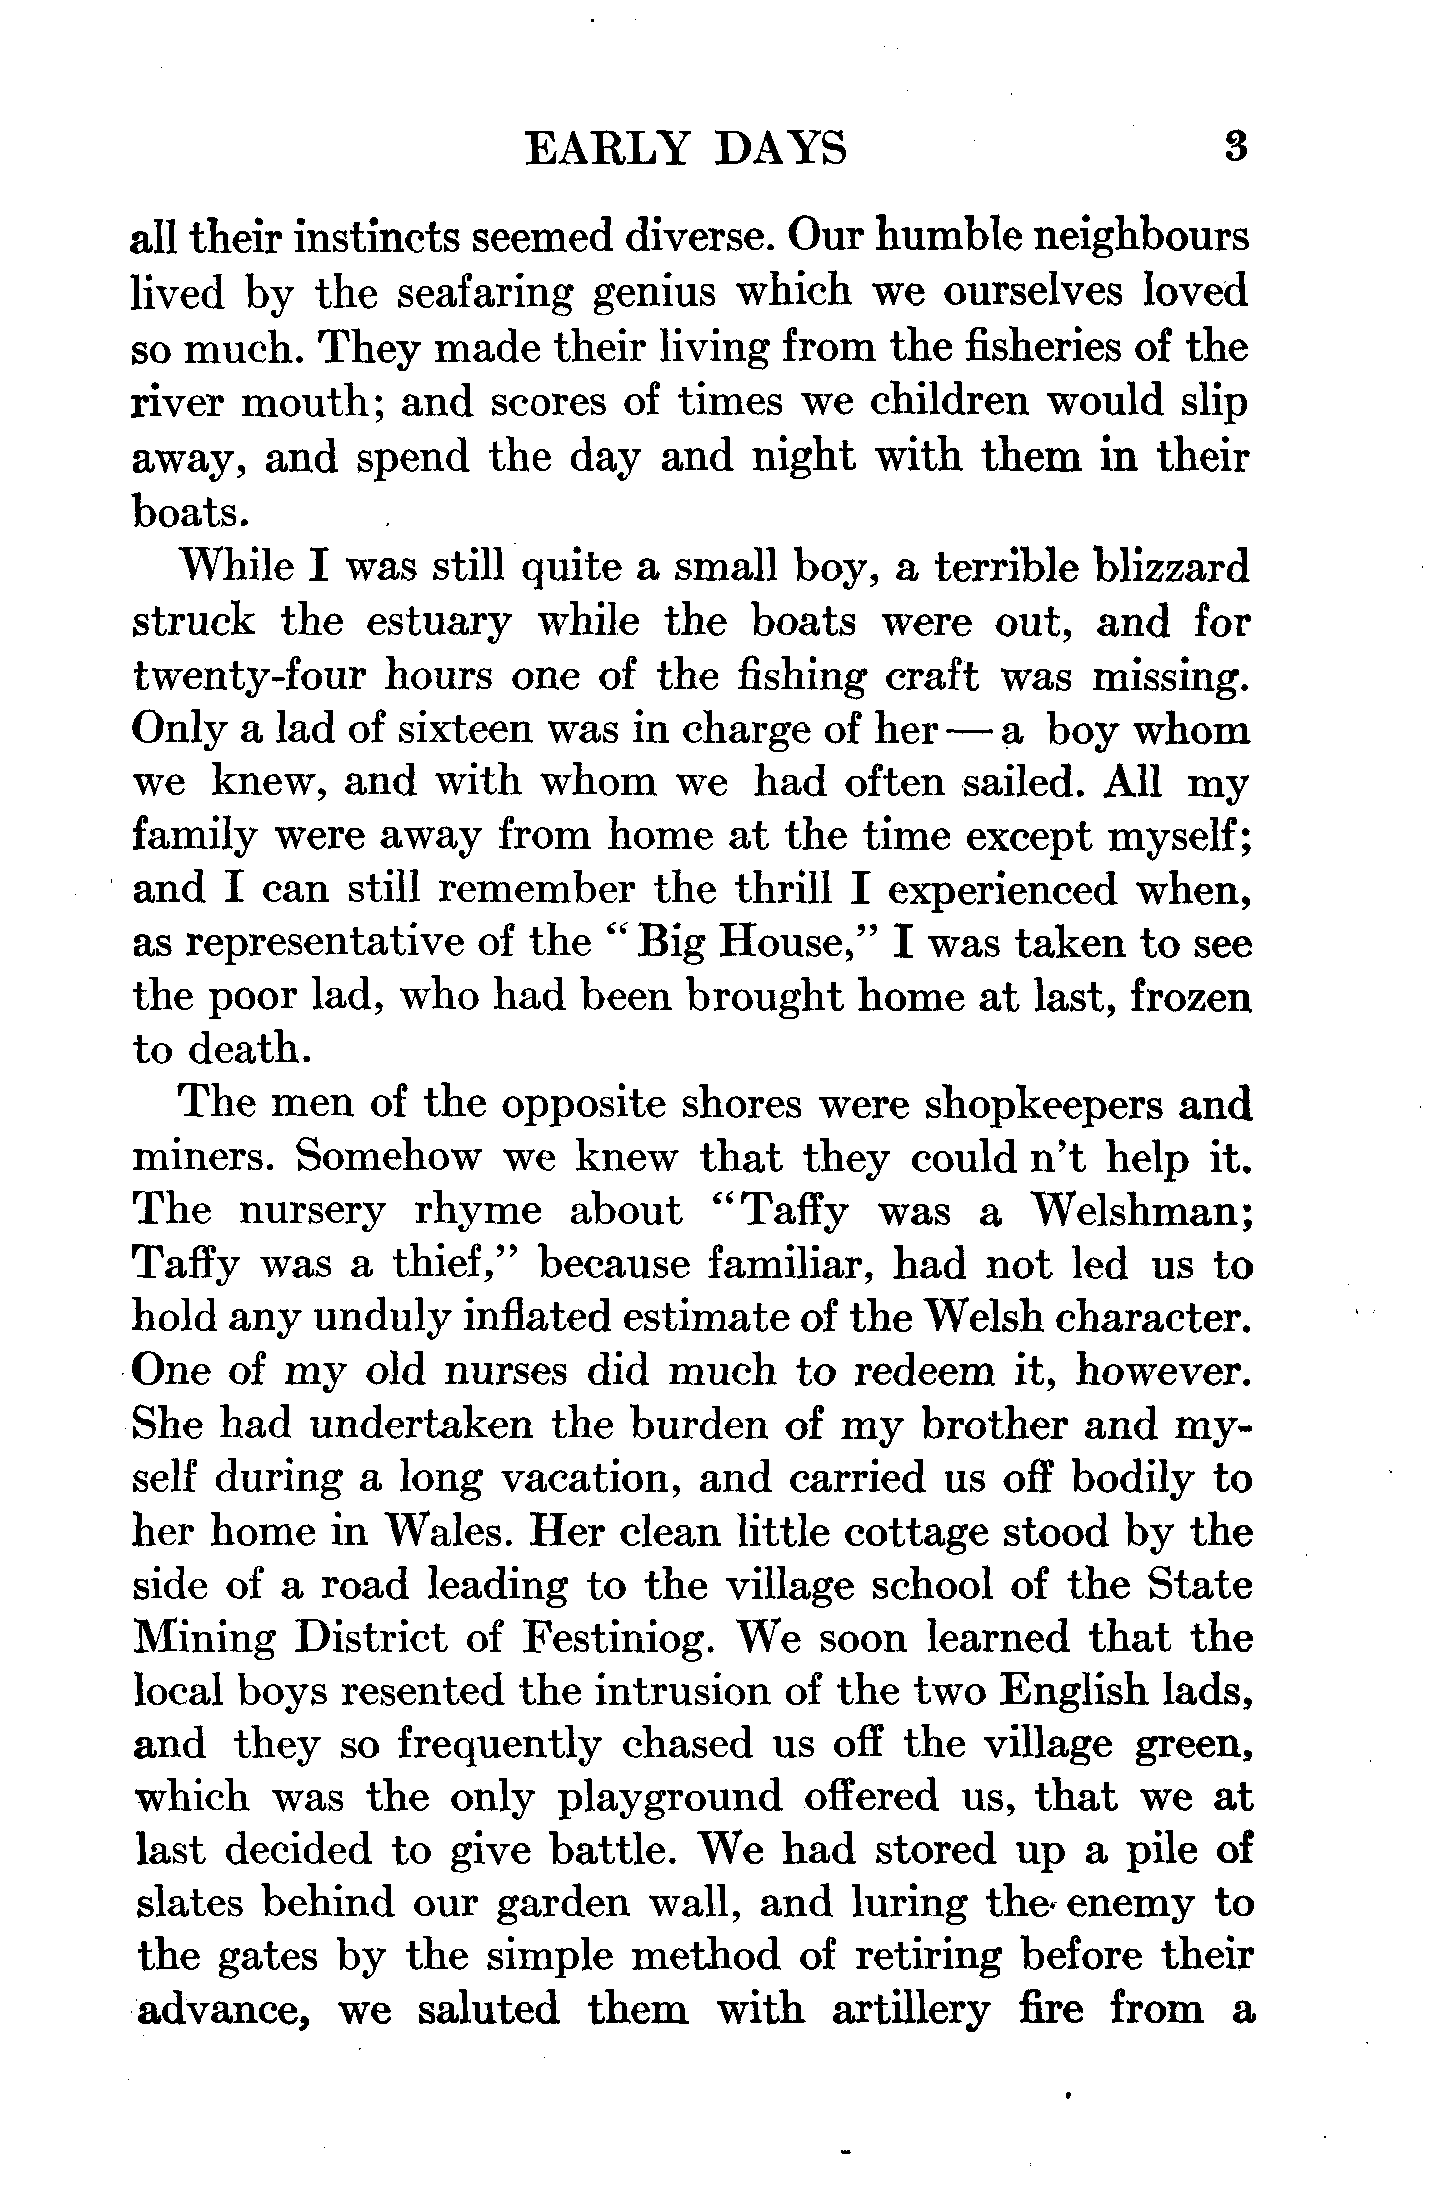 EARLY DAYS 3
all their instincts seemed diverse. Our humble neighbours
lived by the seafaring genius which we ourselves loved
so much. They made their living from the fisheries of the
river mouth; and scores of times we children would slip
away, and spend the day and night with them in their
boats.
While I was still quite a small boy, a terrible blizzard
struck the estuary while the boats were out, and for
twenty-four hours one of the fishing craft was missing.
Only a lad of sixteen was in charge of her — a boy whom
we knew, and with whom we had often sailed. All my
family were away from home at the time except myself;
and I can still remember the thrill I experienced when,
as representative of the “Big House,” I was taken to see
the poor lad, who had been brought home at last, frozen
to death.
The men of the opposite shores were shopkeepers and
miners. Somehow we knew that they could n’t help it.
The nursery rhyme about “Taffy was a Welshman;
Taffy was a thief,” because familiar, had not led us to
hold any unduly inflated estimate of the Welsh character.
One of my old nurses did much to redeem it, however.
She had undertaken the burden of my brother and my-
self during a long vacation, and carried us off bodily to
her home in Wales. Her clean little cottage stood by the
side of a road leading to the village school of the State
Mining District of Festiniog. We soon learned that the
local boys resented the intrusion of the two English lads,
and they so frequently chased us off the village green,
which was the only playground offered us, that we at
last decided to give battle. We had stored up a pile of
slates behind our garden wall, and luring the enemy to
the gates by the simple method of retiring before their
advance, we saluted them with artillery fire from a